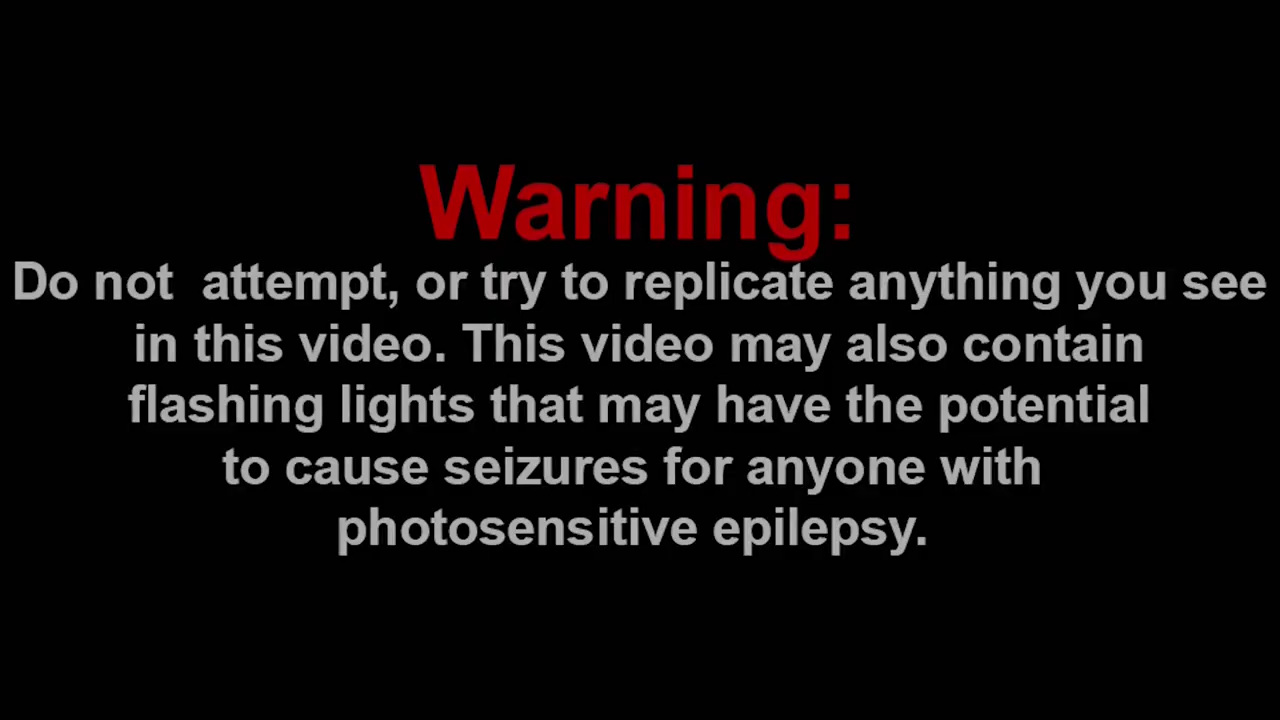 Warning:
Do not  attempt, or try to replicate anything you see
in this video. This video may also contain
flashing lights that may have the potential
to cause seizures for anyone with
photosensitive epilepsy.